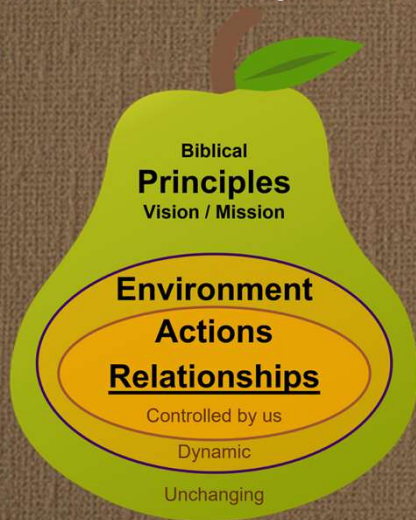 Biblical
Principles
Vision / Mission
Environment
Actions
Relationships
Controlled by us
Dynamic
Unchanging